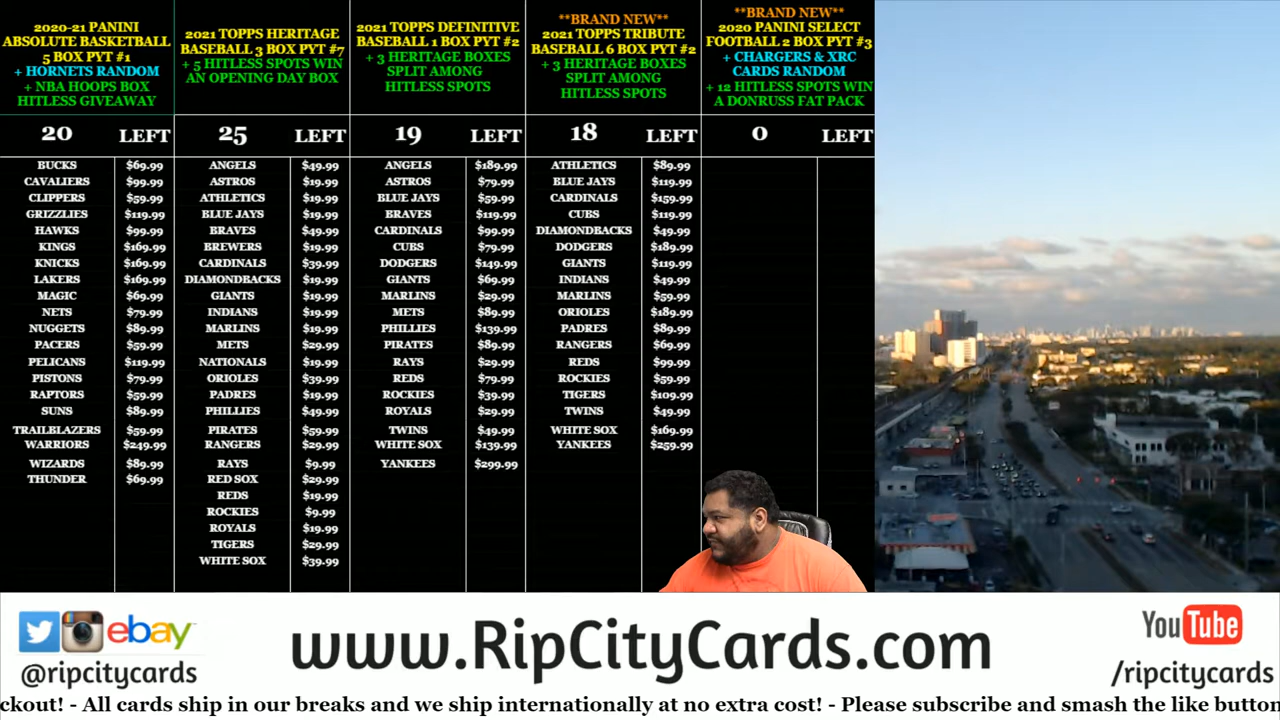 2020-21 PANINI
ABSOLUTE BASKETBALL
5 BOX PYT #1
+ HORNETS RANDOM
+ NBA HOOPS BOX
HITLESS GIVEAWAY
20 LEFT
BUCKS $69.99
CAVALIERS $99.99
CLIPPERS $59.99
GRIZZLIES $119.99
HAWKS $99.99
KINGS $169.99
KNICKS $169.99
LAKERS $169.99
MAGIC $69.99
NETS $79.99
NUGGETS $89.99
PACERS $59.99
PELICANS $119.99
PISTONS $79.99
RAPTORS $59.99
SUNS $89.99
TRAILBLAZERS $59.99
WARRIORS $249.99
WIZARDS $89.99
THUNDER $69.99
2021 TOPPS HERITAGE
BASEBALL 3 BOX PYT #7
+ 5 HITLESS SPOTS WIN
AN OPENING DAY BOX
25 LEFT
ANGELS $49.99
ASTROS $19.99
ATHLETICS $19.99
BLUE JAYS $19.99
BRAVES $49.99
BREWERS $19.99
CARDINALS $39.99
DIAMONDBACKS $19.99
GIANTS $19.99
INDIANS $19.99
MARLINS $19.99
METS $29.99
NATIONALS $19.99
ORIOLES $39.99
PADRES $19.99
PHILLIES $49.99
PIRATES $59.99
RANGERS $29.99
RAYS $9.99
RED SOX $29.99
REDS $19.99
ROCKIES $9.99
ROYALS $19.99
TIGERS $29.99
WHITE SOX $39.99
2021 TOPPS DEFINITIVE
BASEBALL 1 BOX PYT #2
+ 3 HERITAGE BOXES
SPLIT AMONG
HITLESS SPOTS
19 LEFT
ANGELS $189.99
ASTROS $79.99
BLUE JAYS $59.99
BRAVES $119.99
CARDINALS $99.99
CUBS $79.99
DODGERS $149.99
GIANTS $69.99
MARLINS $29.99
METS $89.99
PHILLIES $139.99
PIRATES $89.99
RAYS $29.99
REDS $79.99
ROCKIES $39.99
ROYALS $29.99
TWINS $49.99
WHITE SOX $139.99
YANKEES $299.99
**BRAND NEW**
2021 TOPPS TRIBUTE
BASEBALL 6 BOX PYT #2
+ 3 HERITAGE BOXES
SPLIT AMONG
HITLESS SPOTS
18 LEFT
ATHLETICS $89.99
BLUE JAYS $119.99
CARDINALS $159.99
CUBS $119.99
DIAMONDBACKS $49.99
DODGERS $189.99
GIANTS $119.99
INDIANS $49.99
MARLINS $59.99
ORIOLES $189.99
PADRES $89.99
RANGERS $69.99
REDS $99.99
ROCKIES $59.99
TIGERS $109.99
TWINS $49.99
WHITE SOX $169.99
YANKEES $259.99
**BRAND NEW**
2020 PANINI SELECT
FOOTBALL 2 BOX PYT #3
+ CHARGERS & XRC
CARDS RANDOM
+ 12 HITLESS SPOTS WIN
A DONRUSS FAT PACK
0 LEFT
ebay
@ripcitycards
www.RipCityCards.com
YouTube
/ripcitycards
ckout! - All cards ship in our breaks and we ship internationally at no extra cost! - Please subscribe and smash the like button